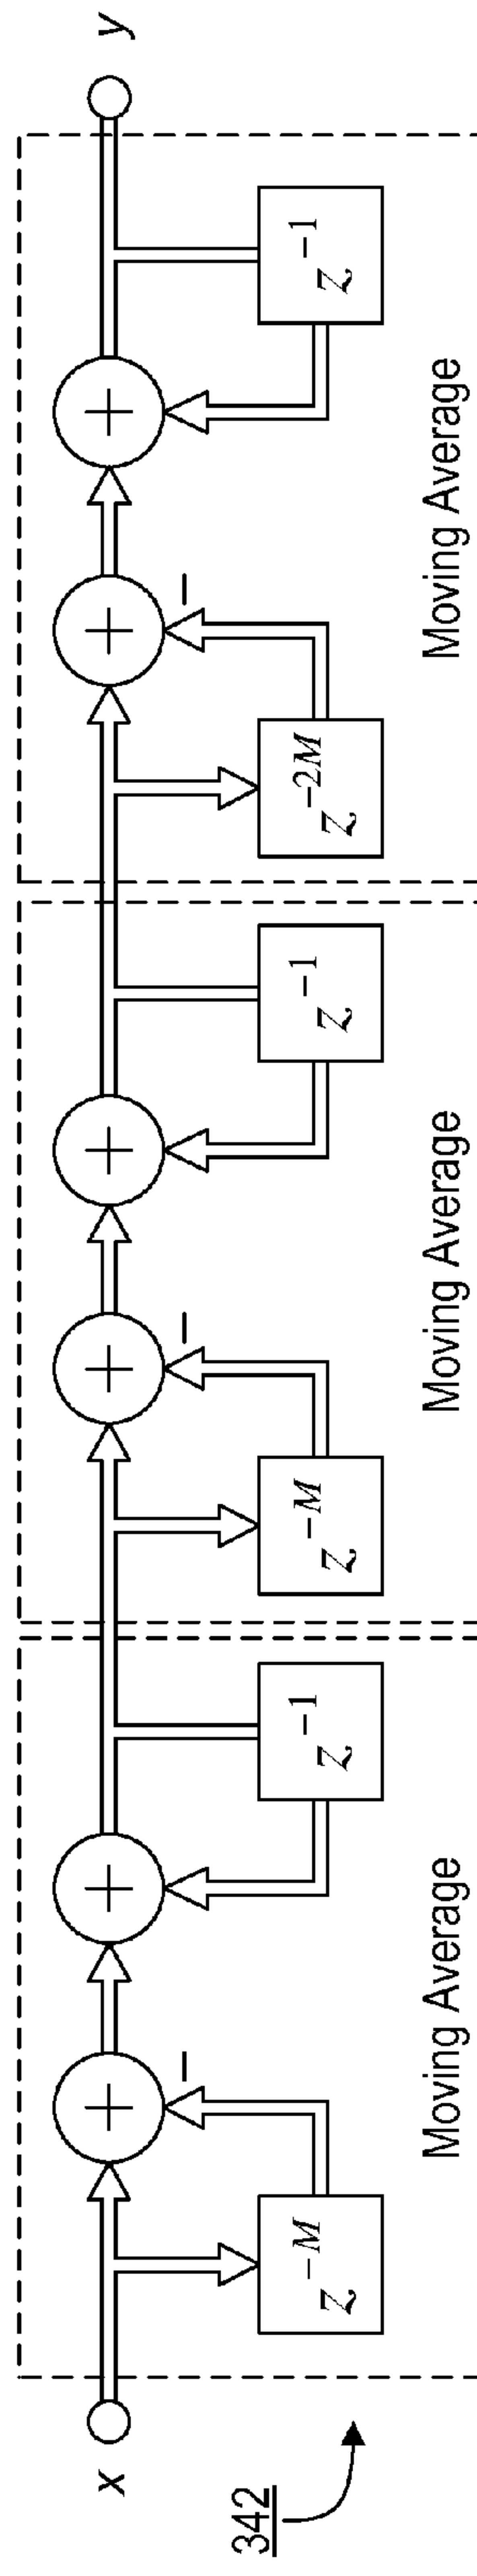 342
x
z^{-M}
−
+
+
z^{-1}
Moving Average
z^{-M}
−
+
+
z^{-1}
Moving Average
z^{-2M}
−
+
+
z^{-1}
Moving Average
y